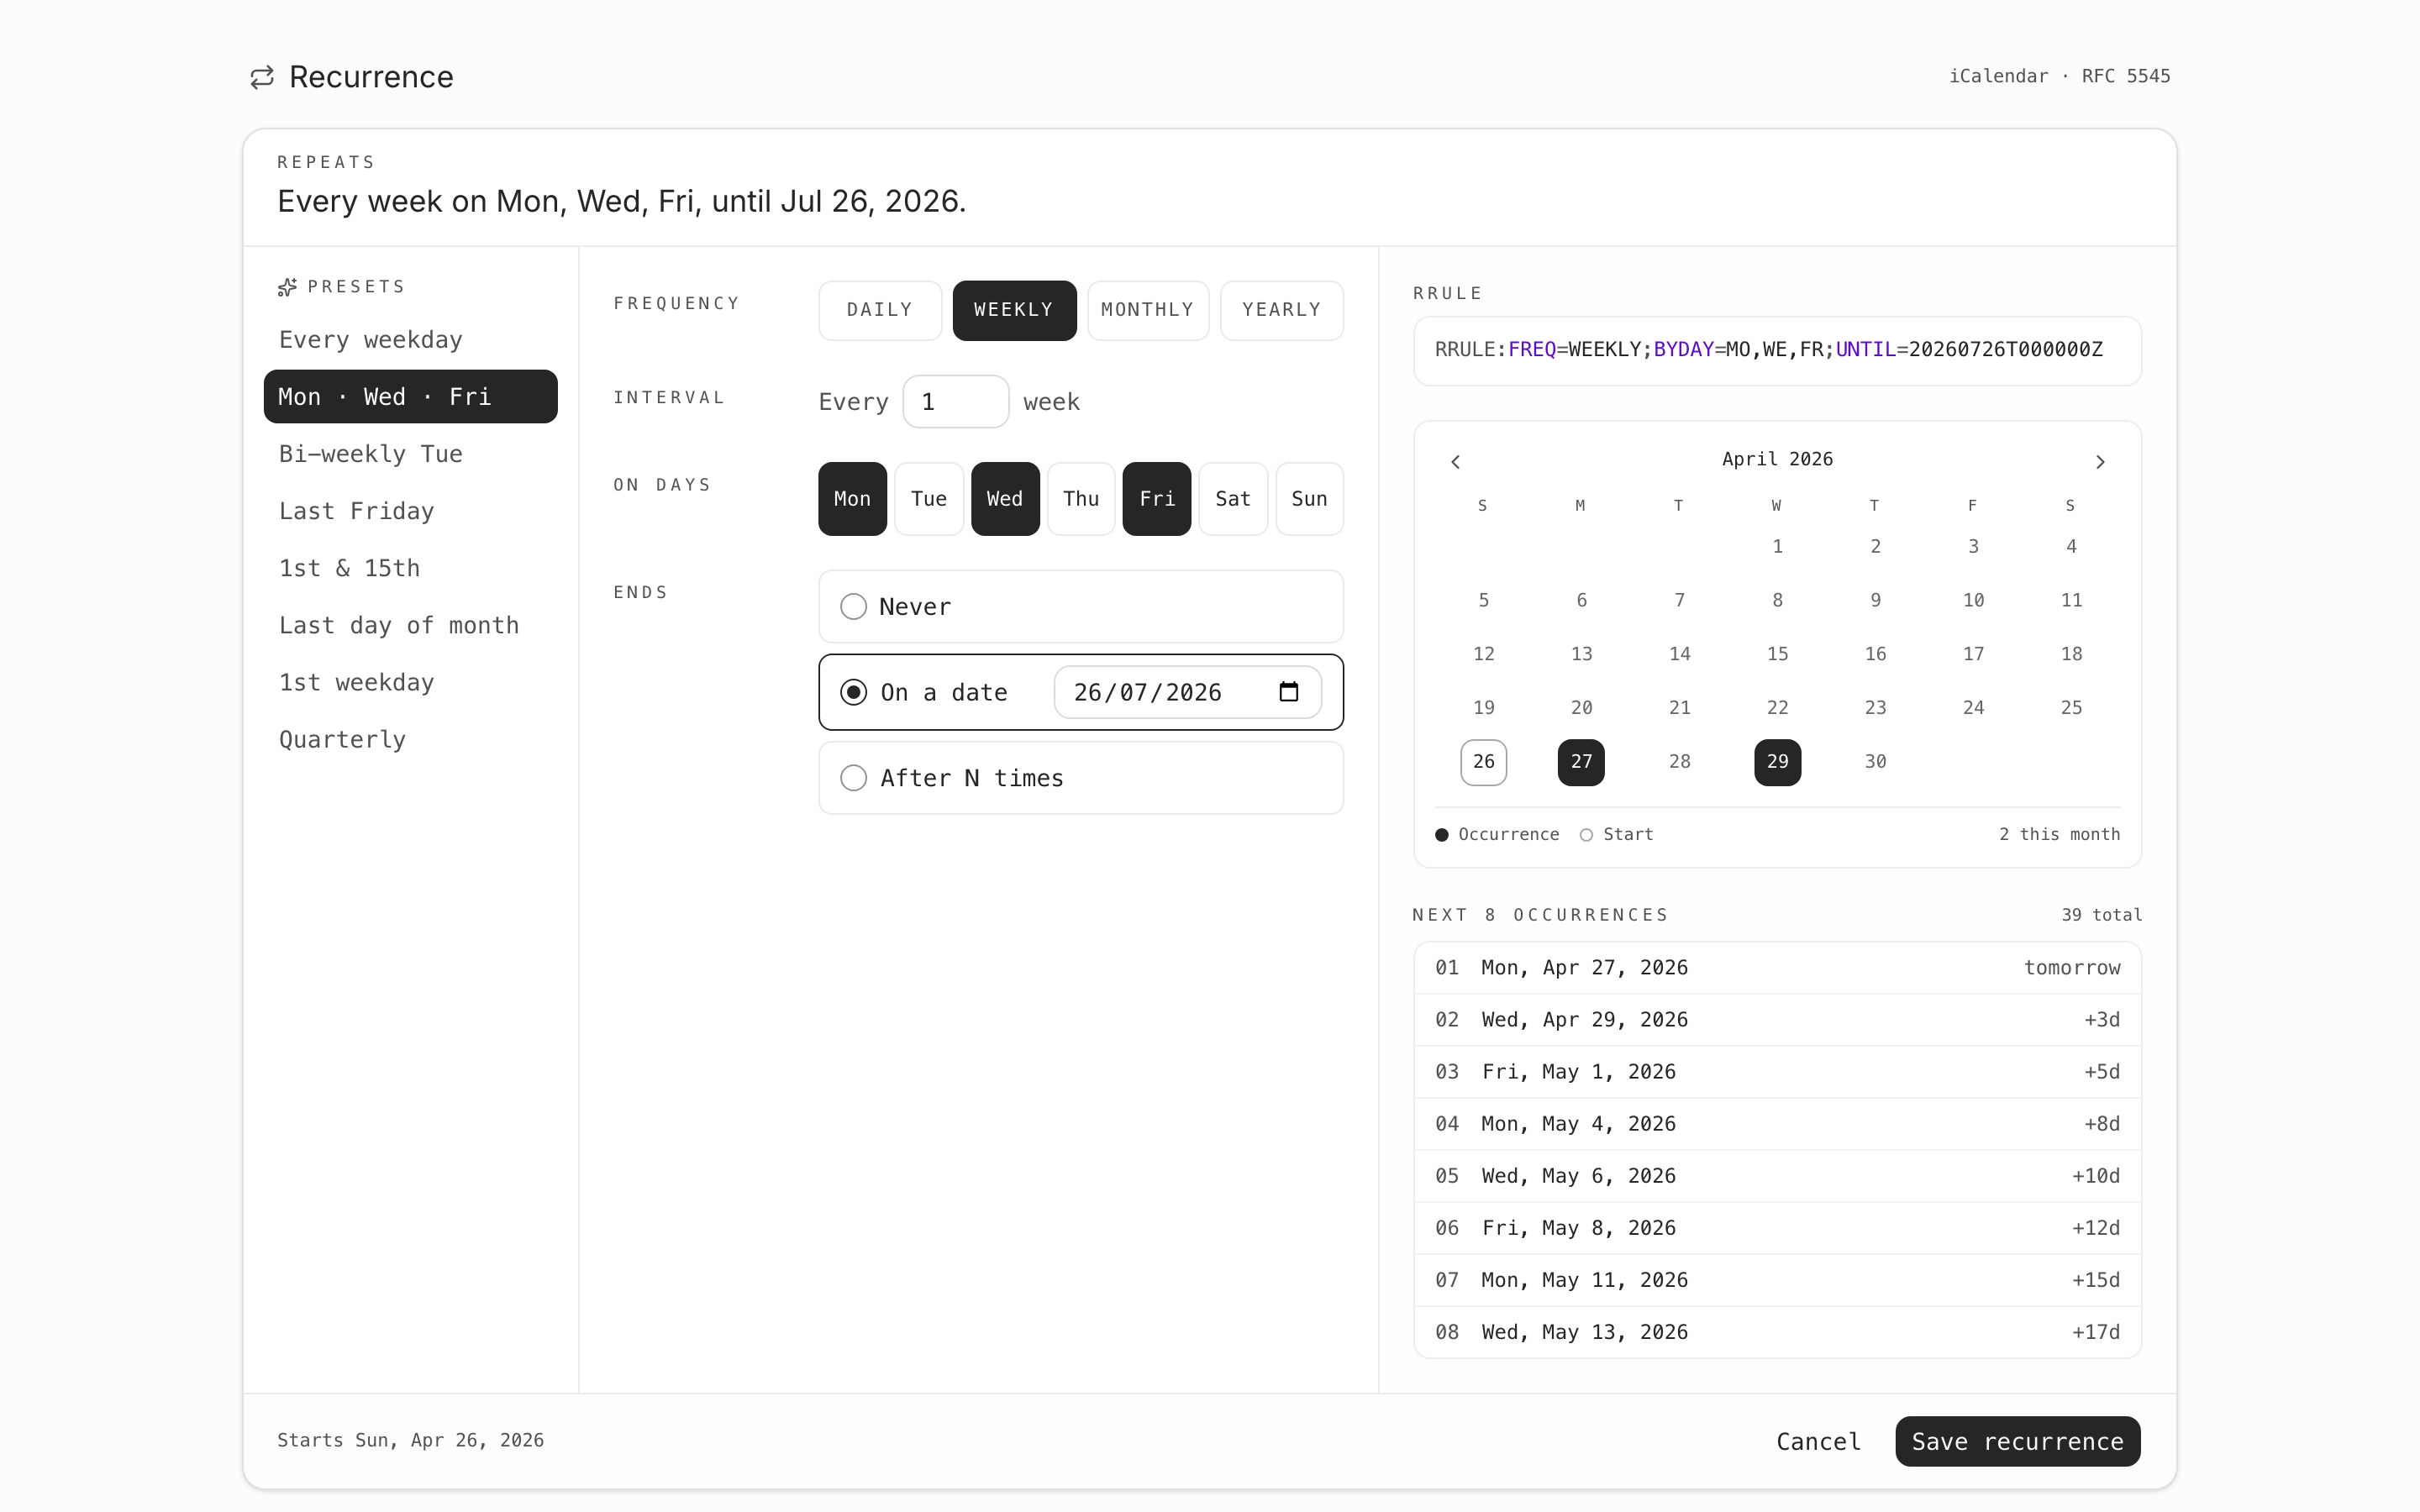 Recurrence
iCalendar · RFC 5545
REPEATS
Every week on Mon, Wed, Fri, until Jul 26, 2026.
PRESETS
Every weekday
Mon · Wed · Fri
Bi-weekly Tue
Last Friday
1st & 15th
Last day of month
1st weekday
Quarterly
FREQUENCY
DAILY WEEKLY MONTHLY YEARLY
INTERVAL
Every 1 week
ON DAYS
Mon Tue Wed Thu Fri Sat Sun
ENDS
Never
On a date 26/07/2026
After N times
RRULE
RRULE:FREQ=WEEKLY;BYDAY=MO,WE,FR;UNTIL=20260726T000000Z
April 2026
S M T W T F S
1 2 3 4
5 6 7 8 9 10 11
12 13 14 15 16 17 18
19 20 21 22 23 24 25
26 27 28 29 30
Occurrence Start 2 this month
NEXT 8 OCCURRENCES 39 total
01 Mon, Apr 27, 2026 tomorrow
02 Wed, Apr 29, 2026 +3d
03 Fri, May 1, 2026 +5d
04 Mon, May 4, 2026 +8d
05 Wed, May 6, 2026 +10d
06 Fri, May 8, 2026 +12d
07 Mon, May 11, 2026 +15d
08 Wed, May 13, 2026 +17d
Starts Sun, Apr 26, 2026
Cancel Save recurrence